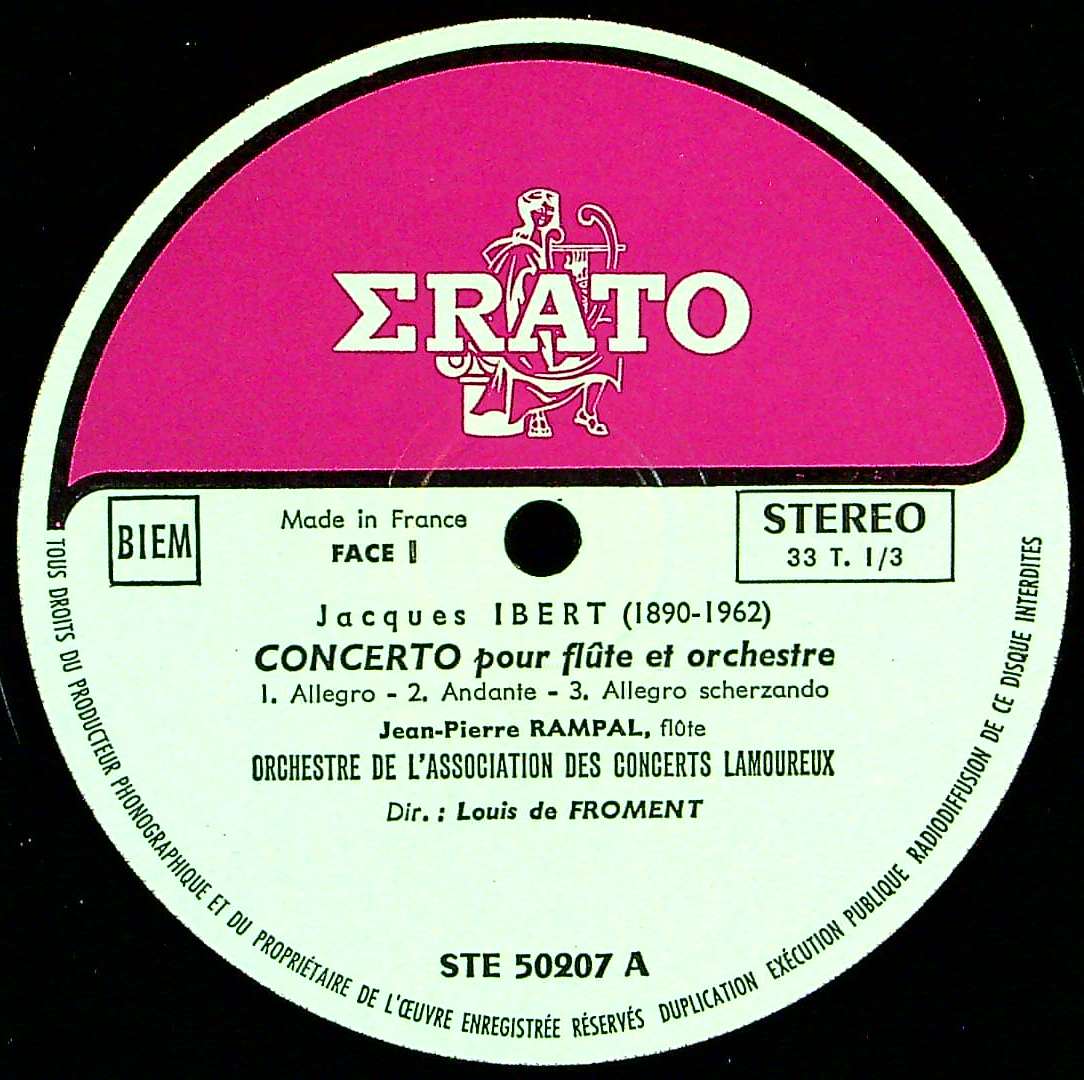 ΣRATO
BIEM
Made in France
FACE I
STEREO
33 T. 1/3
Jacques IBERT (1890-1962)
CONCERTO pour flûte et orchestre
1. Allegro - 2. Andante - 3. Allegro scherzando
Jean-Pierre RAMPAL, flûte
ORCHESTRE DE L'ASSOCIATION DES CONCERTS LAMOUREUX
Dir. : Louis de FROMENT
STE 50207 A
TOUS DROITS DU PRODUCTEUR PHONOGRAPHIQUE ET DU PROPRIÉTAIRE DE L'ŒUVRE ENREGISTRÉE RÉSERVÉS DUPLICATION EXÉCUTION PUBLIQUE RADIODIFFUSION DE CE DISQUE INTERDITES